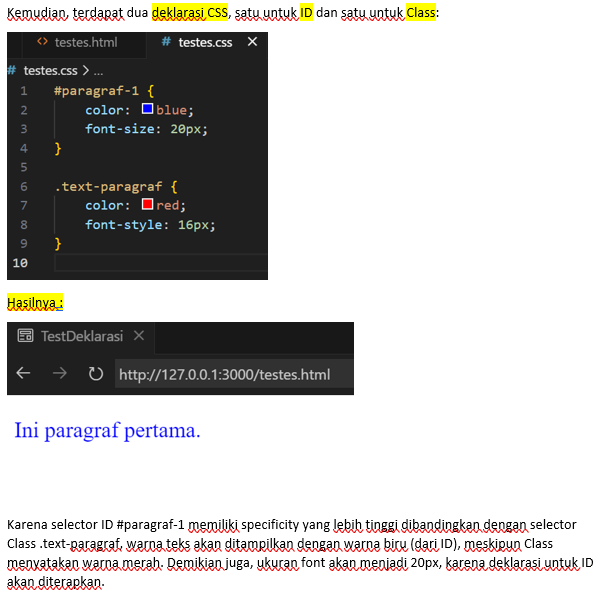 Kemudian, terdapat dua deklarasi CSS, satu untuk ID dan satu untuk Class:
testes.html # testes.css ×
# testes.css > ...
1 #paragraf-1 {
2 color: blue;
3 font-size: 20px;
4 }
5
6 .text-paragraf {
7 color: red;
8 font-style: 16px;
9 }
10
Hasilnya :
TestDeklarasi ×
http://127.0.0.1:3000/testes.html
Ini paragraf pertama.
Karena selector ID #paragraf-1 memiliki specificity yang lebih tinggi dibandingkan dengan selector
Class .text-paragraf, warna teks akan ditampilkan dengan warna biru (dari ID), meskipun Class
menyatakan warna merah. Demikian juga, ukuran font akan menjadi 20px, karena deklarasi untuk ID
akan diterapkan.